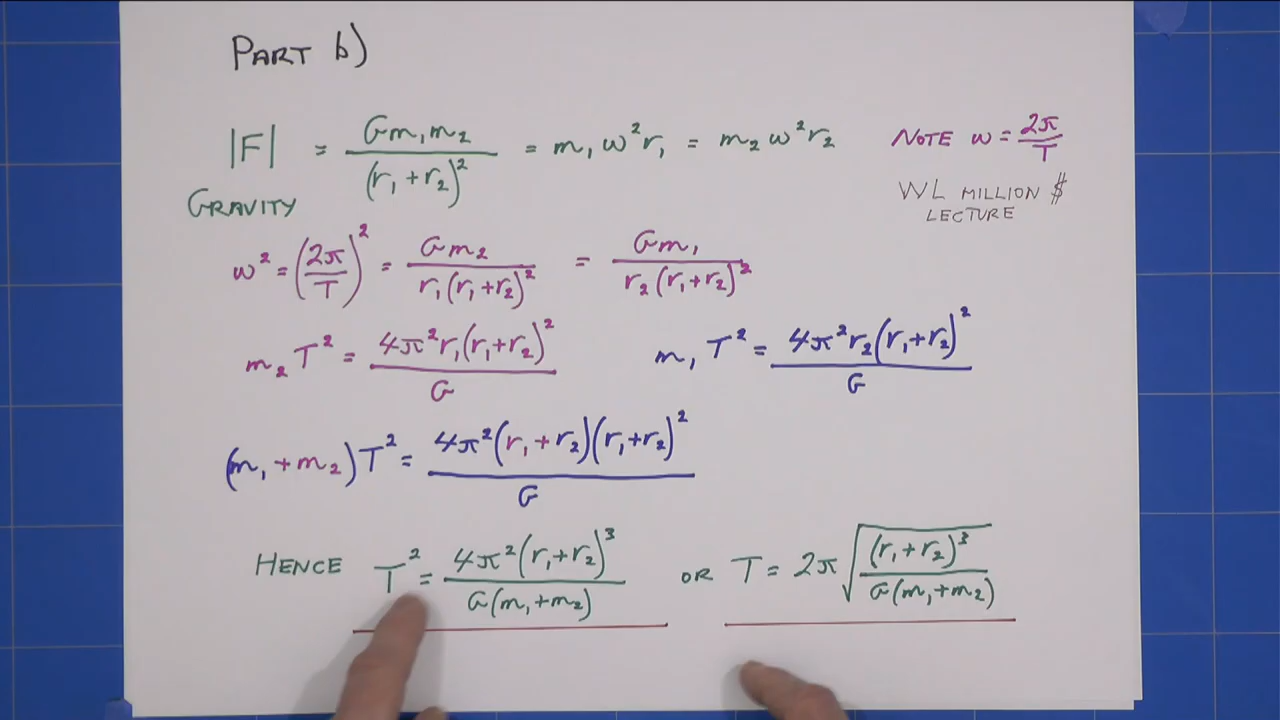 PART b)
|F| GRAVITY = Gm₁m₂/(r₁+r₂)² = m₁ω²r₁ = m₂ω²r₂
NOTE ω = 2π/T
WL MILLION $
LECTURE
ω² = (2π/T)² = Gm₂/r₁(r₁+r₂)² = Gm₁/r₂(r₁+r₂)²
m₂T² = 4π²r₁(r₁+r₂)²/G
m₁T² = 4π²r₂(r₁+r₂)²/G
(m₁+m₂)T² = 4π²(r₁+r₂)(r₁+r₂)²/G
HENCE T² = 4π²(r₁+r₂)³/G(m₁+m₂) OR T = 2π√((r₁+r₂)³/G(m₁+m₂))